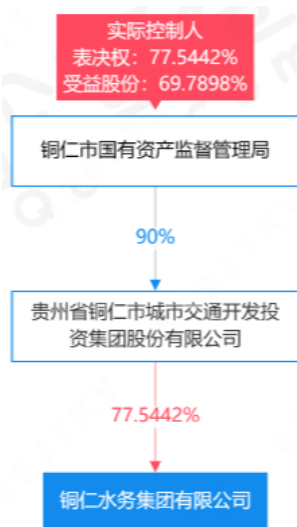 实际控制人
表决权：77.5442%
受益股份：69.7898%
铜仁市国有资产监督管理局
90%
贵州省铜仁市城市交通开发投
资集团股份有限公司
77.5442%
铜仁水务集团有限公司